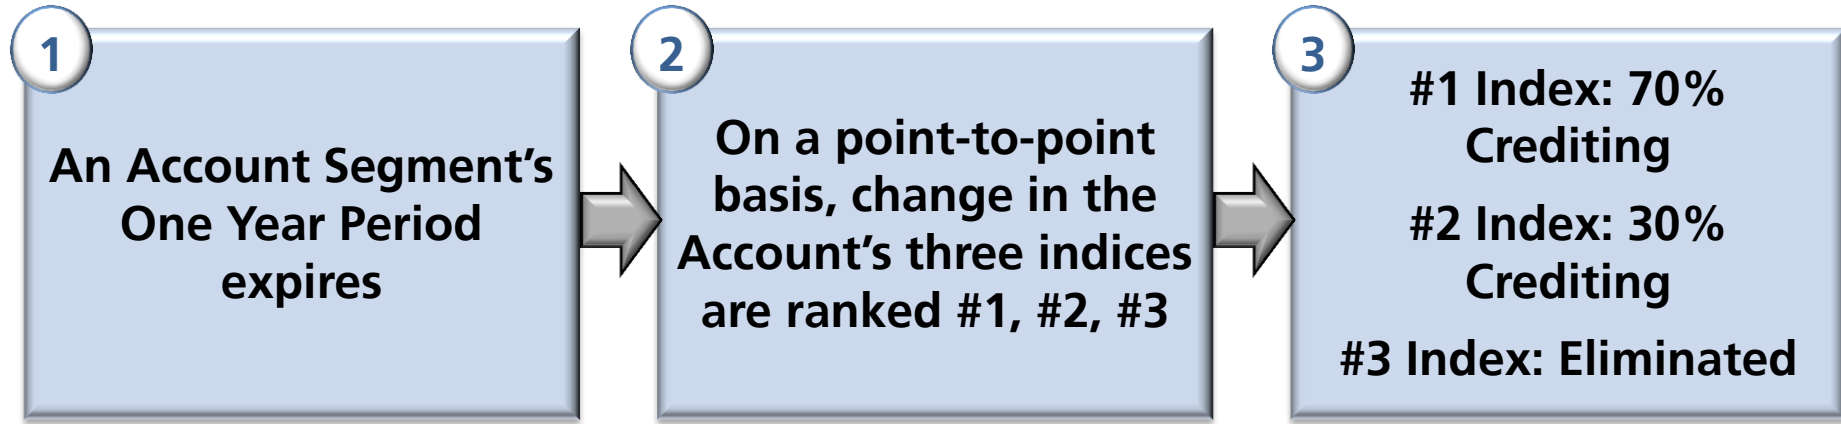 1
An Account Segment's
One Year Period
expires
2
On a point-to-point
basis, change in the
Account's three indices
are ranked #1, #2, #3
3
#1 Index: 70%
Crediting
#2 Index: 30%
Crediting
#3 Index: Eliminated